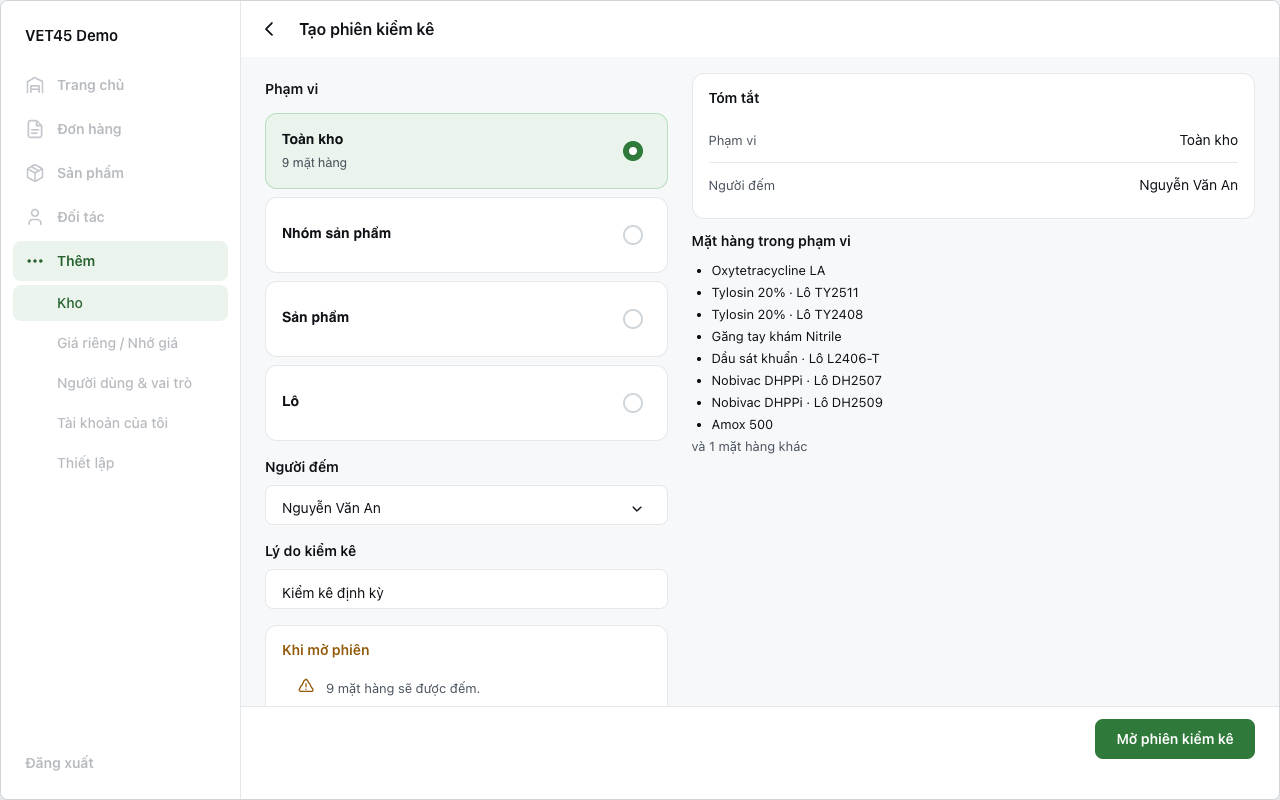 VET45 Demo
Trang chủ
Đơn hàng
Sản phẩm
Đối tác
Thêm
Kho
Giá riêng / Nhớ giá
Người dùng & vai trò
Tài khoản của tôi
Thiết lập
Đăng xuất
Tạo phiên kiểm kê
Phạm vi
Toàn kho
9 mặt hàng
Nhóm sản phẩm
Sản phẩm
Lô
Người đếm
Nguyễn Văn An
Lý do kiểm kê
Kiểm kê định kỳ
Khi mở phiên
9 mặt hàng sẽ được đếm.
Tóm tắt
Phạm vi Toàn kho
Người đếm Nguyễn Văn An
Mặt hàng trong phạm vi
• Oxytetracycline LA
• Tylosin 20% · Lô TY2511
• Tylosin 20% · Lô TY2408
• Găng tay khám Nitrile
• Dầu sát khuẩn · Lô L2406-T
• Nobivac DHPPi · Lô DH2507
• Nobivac DHPPi · Lô DH2509
• Amox 500
và 1 mặt hàng khác
Mở phiên kiểm kê